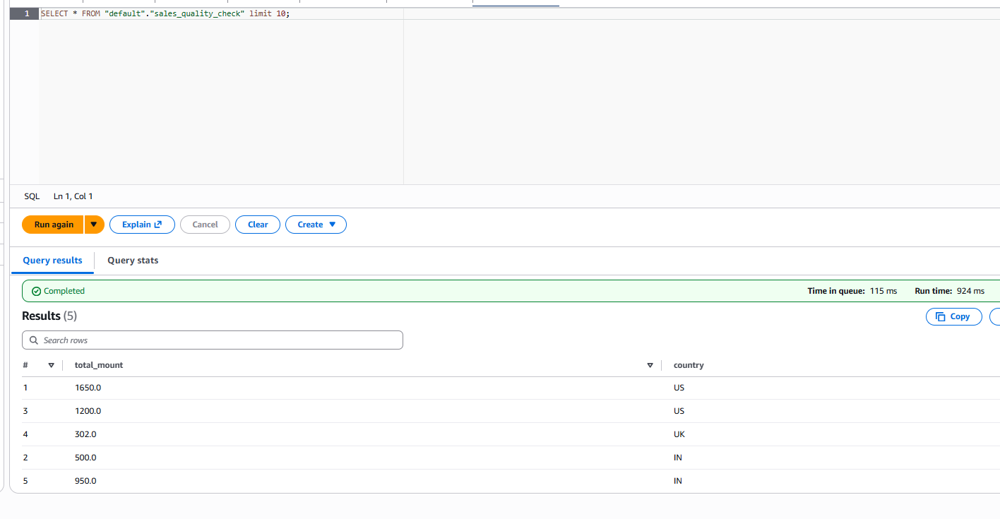 1 SELECT * FROM "default"."sales_quality_check" limit 10;
SQL Ln 1, Col 1
Run again Explain Cancel Clear Create
Query results Query stats
Completed Time in queue: 115 ms Run time: 924 ms
Results (5) Copy
Search rows
# total_mount country
1 1650.0 US
3 1200.0 US
4 302.0 UK
2 500.0 IN
5 950.0 IN